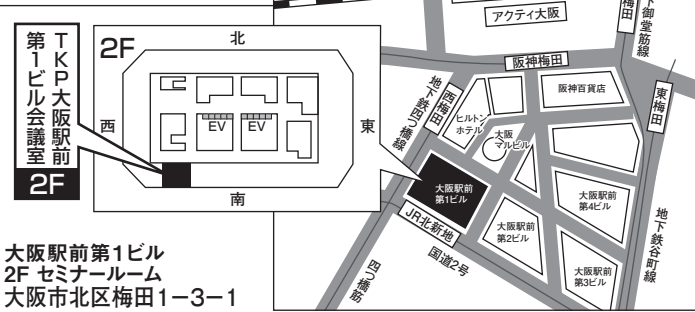 TKP大阪駅前
第1ビル会議室
2F
2F
北
西
東
南
EV
EV
大阪駅前第1ビル
2F セミナールーム
大阪市北区梅田1−3−1
アクティ大阪
梅田
下御堂筋線
阪神梅田
阪神百貨店
東梅田
西梅田
地下鉄四つ橋線
ヒルトン
ホテル
大阪
マルビル
大阪駅前
第1ビル
大阪駅前
第4ビル
大阪駅前
第2ビル
大阪駅前
第3ビル
JR北新地
国道2号
四つ橋筋
地下鉄谷町線